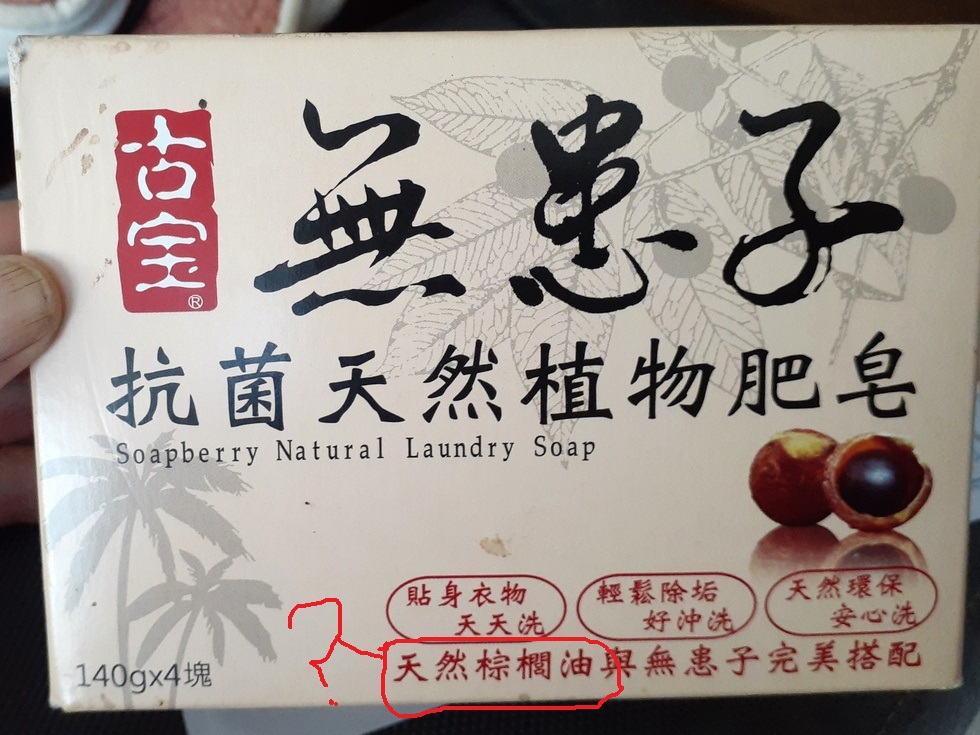 古宝®
無患子
抗菌天然植物肥皂
Soapberry Natural Laundry Soap
貼身衣物
天天洗
輕鬆除垢
好沖洗
天然環保
安心洗
?
天然棕櫚油與無患子完美搭配
140gx4塊